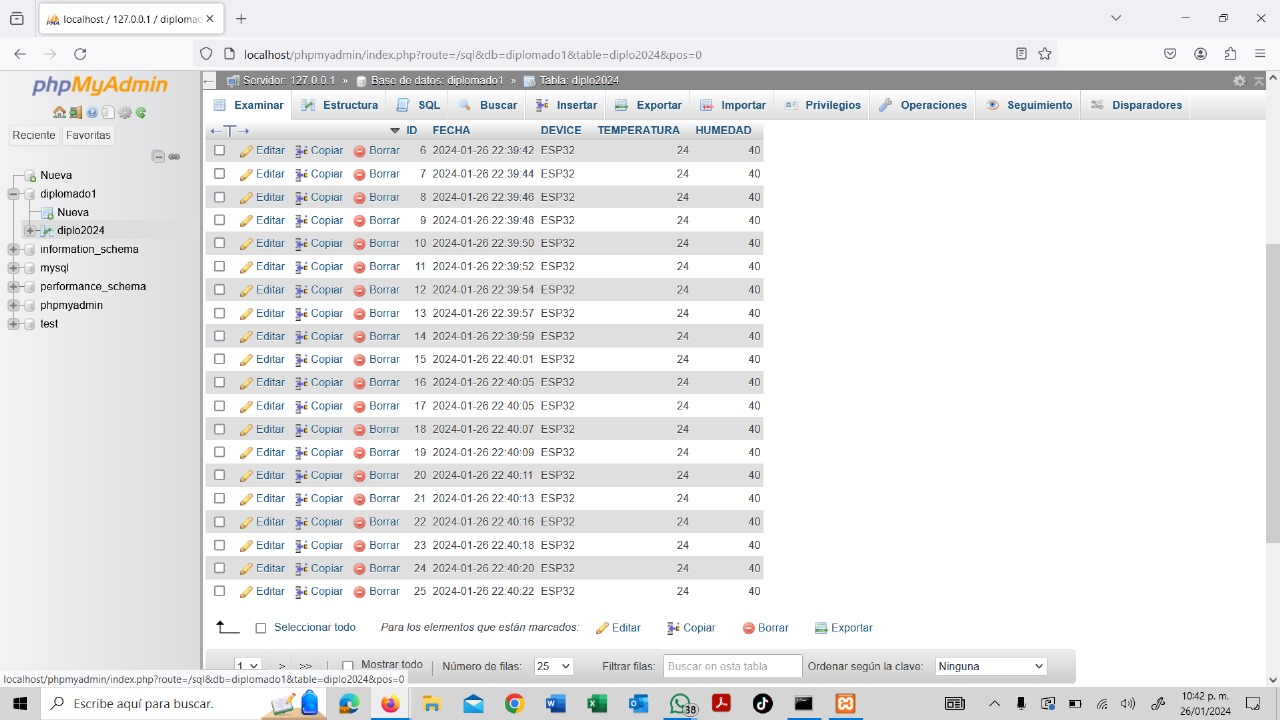 localhost / 127.0.0.1 / diplomad
localhost/phpmyadmin/index.php?route=/sql&db=diplomado1&table=diplo2024&pos=0
phpMyAdmin
Reciente Favoritas
Nueva
diplomado1
Nueva
diplo2024
information_schema
mysql
performance_schema
phpmyadmin
test
Servidor: 127.0.0.1 » Base de datos: diplomado1 » Tabla: diplo2024
Examinar Estructura SQL Buscar Insertar Exportar Importar Privilegios Operaciones Seguimiento Disparadores
ID FECHA DEVICE TEMPERATURA HUMEDAD
Editar Copiar Borrar 6 2024-01-26 22:39:42 ESP32 24 40
Editar Copiar Borrar 7 2024-01-26 22:39:44 ESP32 24 40
Editar Copiar Borrar 8 2024-01-26 22:39:46 ESP32 24 40
Editar Copiar Borrar 9 2024-01-26 22:39:48 ESP32 24 40
Editar Copiar Borrar 10 2024-01-26 22:39:50 ESP32 24 40
Editar Copiar Borrar 11 2024-01-26 22:39:52 ESP32 24 40
Editar Copiar Borrar 12 2024-01-26 22:39:54 ESP32 24 40
Editar Copiar Borrar 13 2024-01-26 22:39:57 ESP32 24 40
Editar Copiar Borrar 14 2024-01-26 22:39:59 ESP32 24 40
Editar Copiar Borrar 15 2024-01-26 22:40:01 ESP32 24 40
Editar Copiar Borrar 16 2024-01-26 22:40:05 ESP32 24 40
Editar Copiar Borrar 17 2024-01-26 22:40:05 ESP32 24 40
Editar Copiar Borrar 18 2024-01-26 22:40:07 ESP32 24 40
Editar Copiar Borrar 19 2024-01-26 22:40:09 ESP32 24 40
Editar Copiar Borrar 20 2024-01-26 22:40:11 ESP32 24 40
Editar Copiar Borrar 21 2024-01-26 22:40:13 ESP32 24 40
Editar Copiar Borrar 22 2024-01-26 22:40:16 ESP32 24 40
Editar Copiar Borrar 23 2024-01-26 22:40:18 ESP32 24 40
Editar Copiar Borrar 24 2024-01-26 22:40:20 ESP32 24 40
Editar Copiar Borrar 25 2024-01-26 22:40:22 ESP32 24 40
Seleccionar todo Para los elementos que están marcados: Editar Copiar Borrar Exportar
1 > >> | Mostrar todo | Número de filas: 25 Filtrar filas: Buscar en esta tabla Ordenar según la clave: Ninguna
localhost/phpmyadmin/index.php?route=/sql&db=diplomado1&table=diplo2024&pos=0
Escribe aquí para buscar.
38
10:42 p. m.
26/01/2024